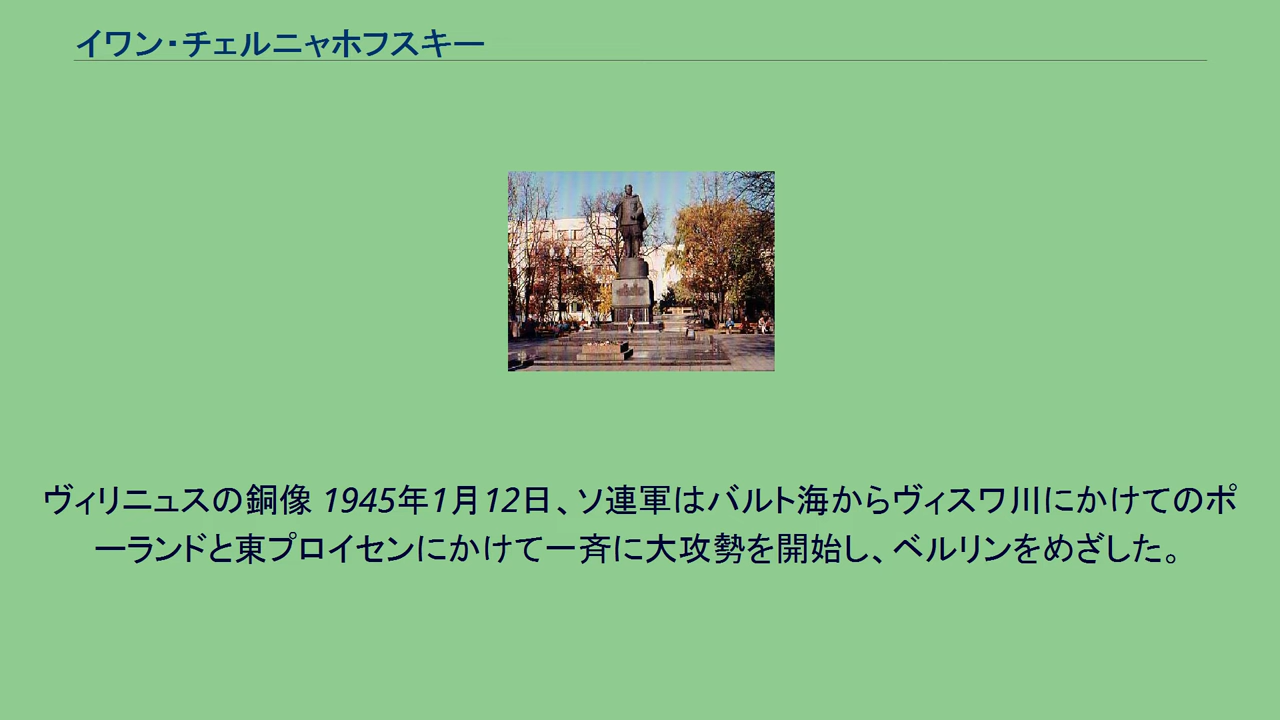 イワン・チェルニャホフスキー
ヴィリニュスの銅像 1945年1月12日、ソ連軍はバルト海からヴィスワ川にかけてのポ
ーランドと東プロイセンにかけて一斉に大攻勢を開始し、ベルリンをめざした。